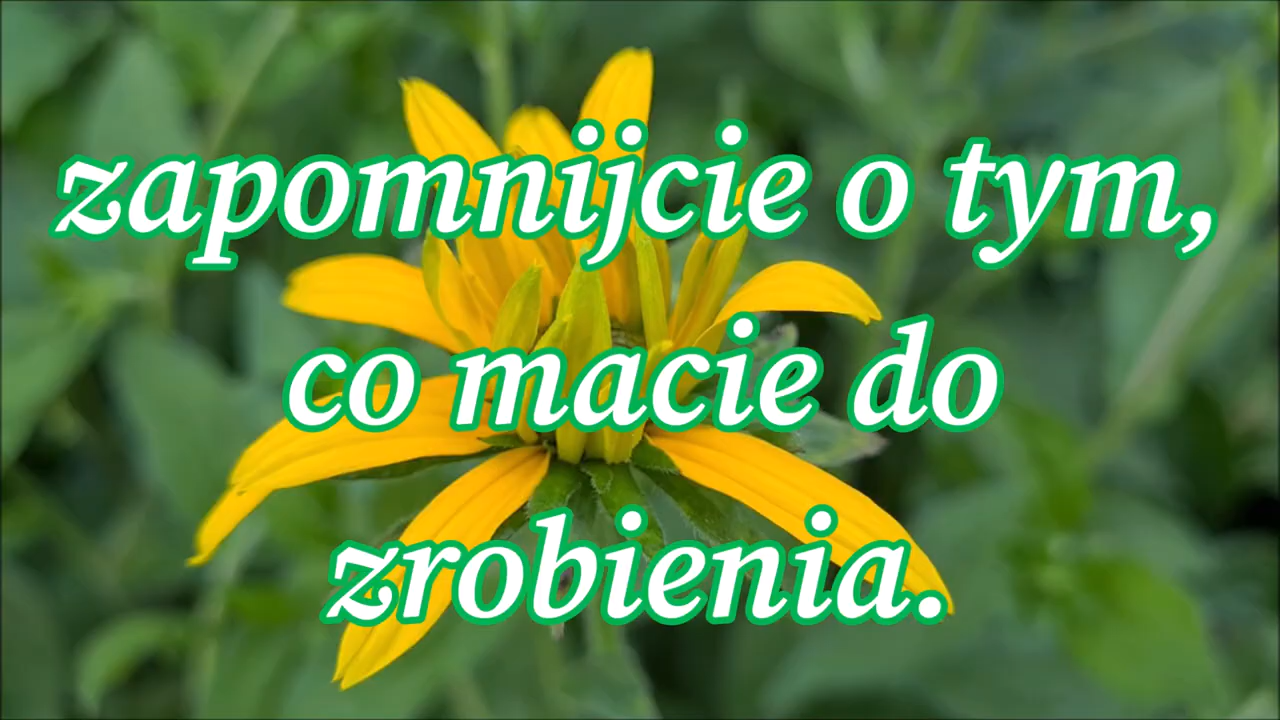 zapomnijcie o tym,
co macie do
zrobienia.